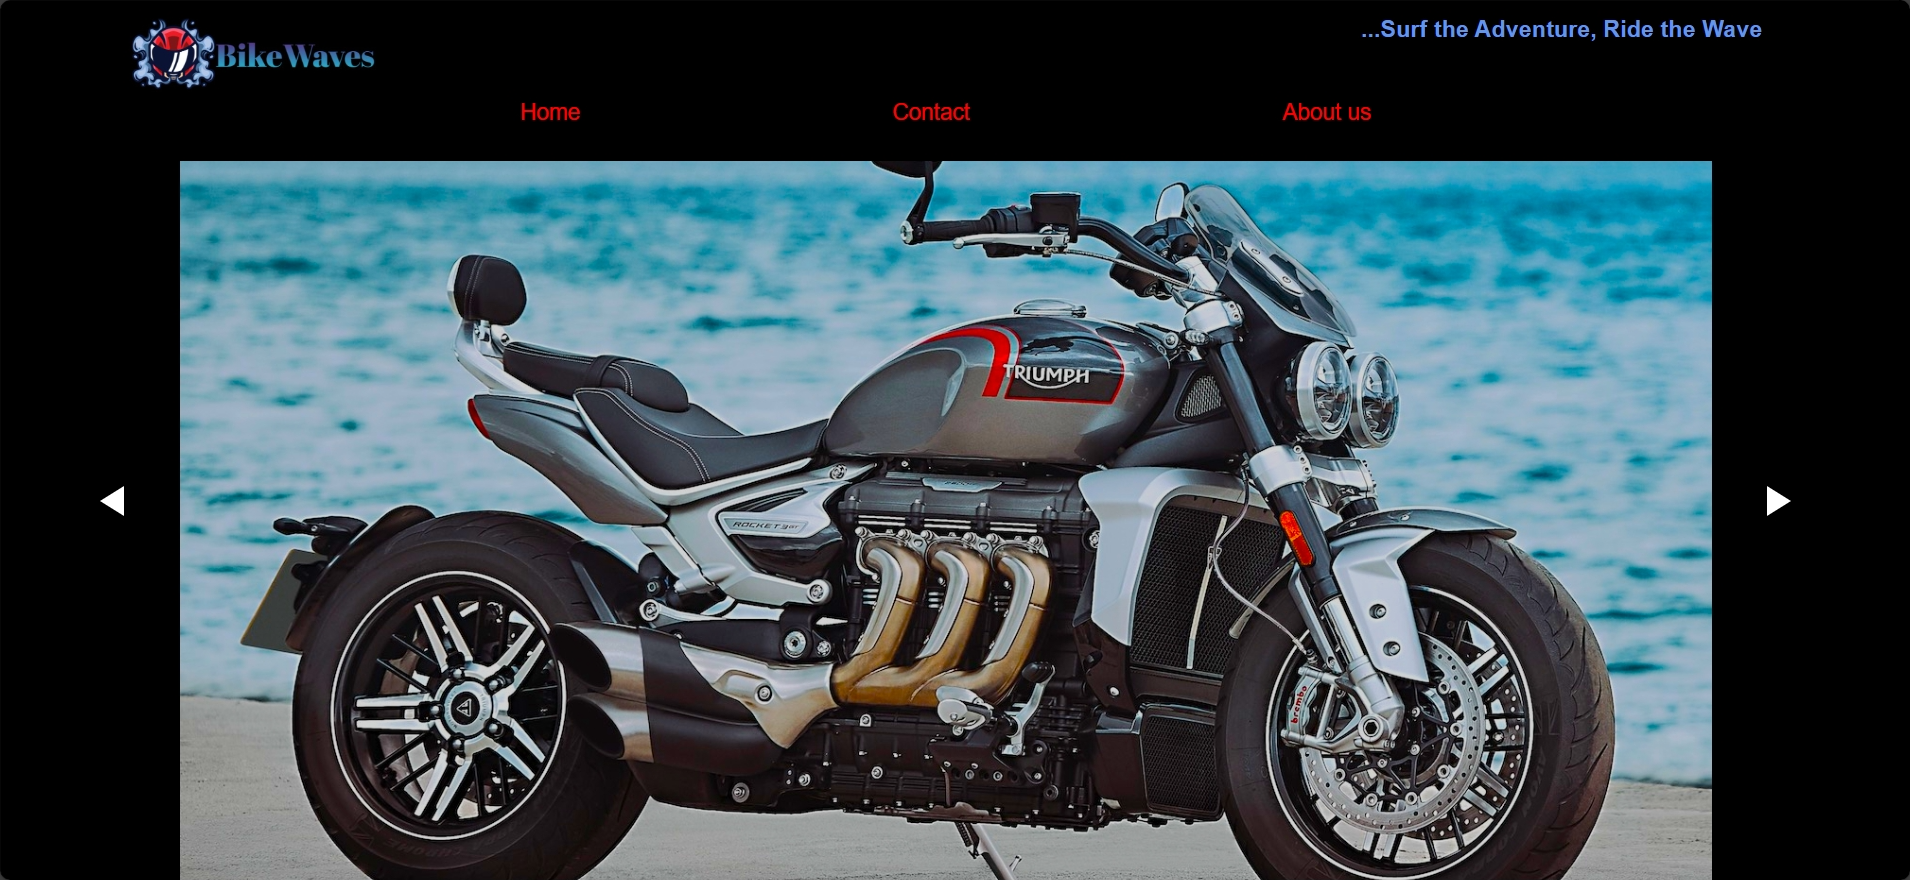 BikeWaves
...Surf the Adventure, Ride the Wave
Home
Contact
About us
TRIUMPH
ROCKET 3 GT
brembo